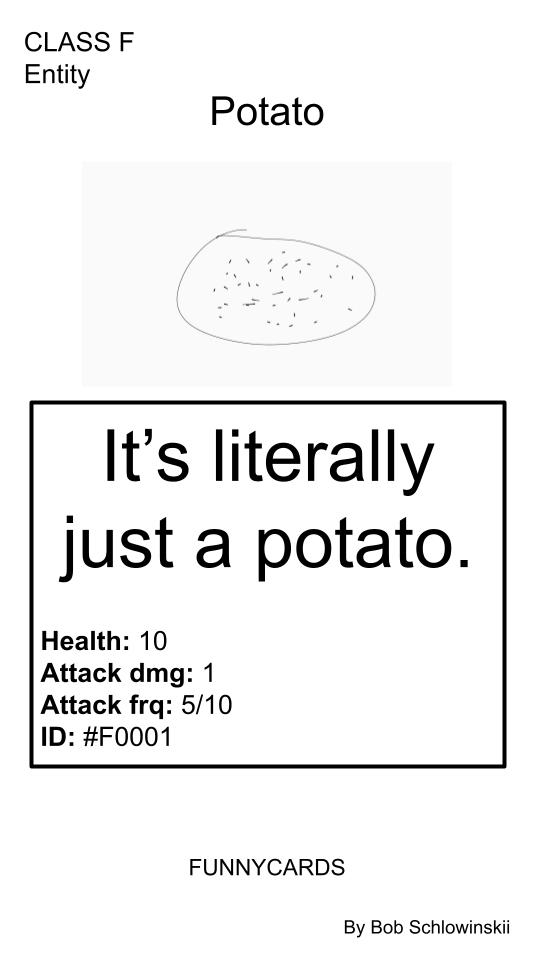 CLASS F
Entity
Potato
It’s literally
just a potato.
Health: 10
Attack dmg: 1
Attack frq: 5/10
ID: #F0001
FUNNYCARDS
By Bob Schlowinskii